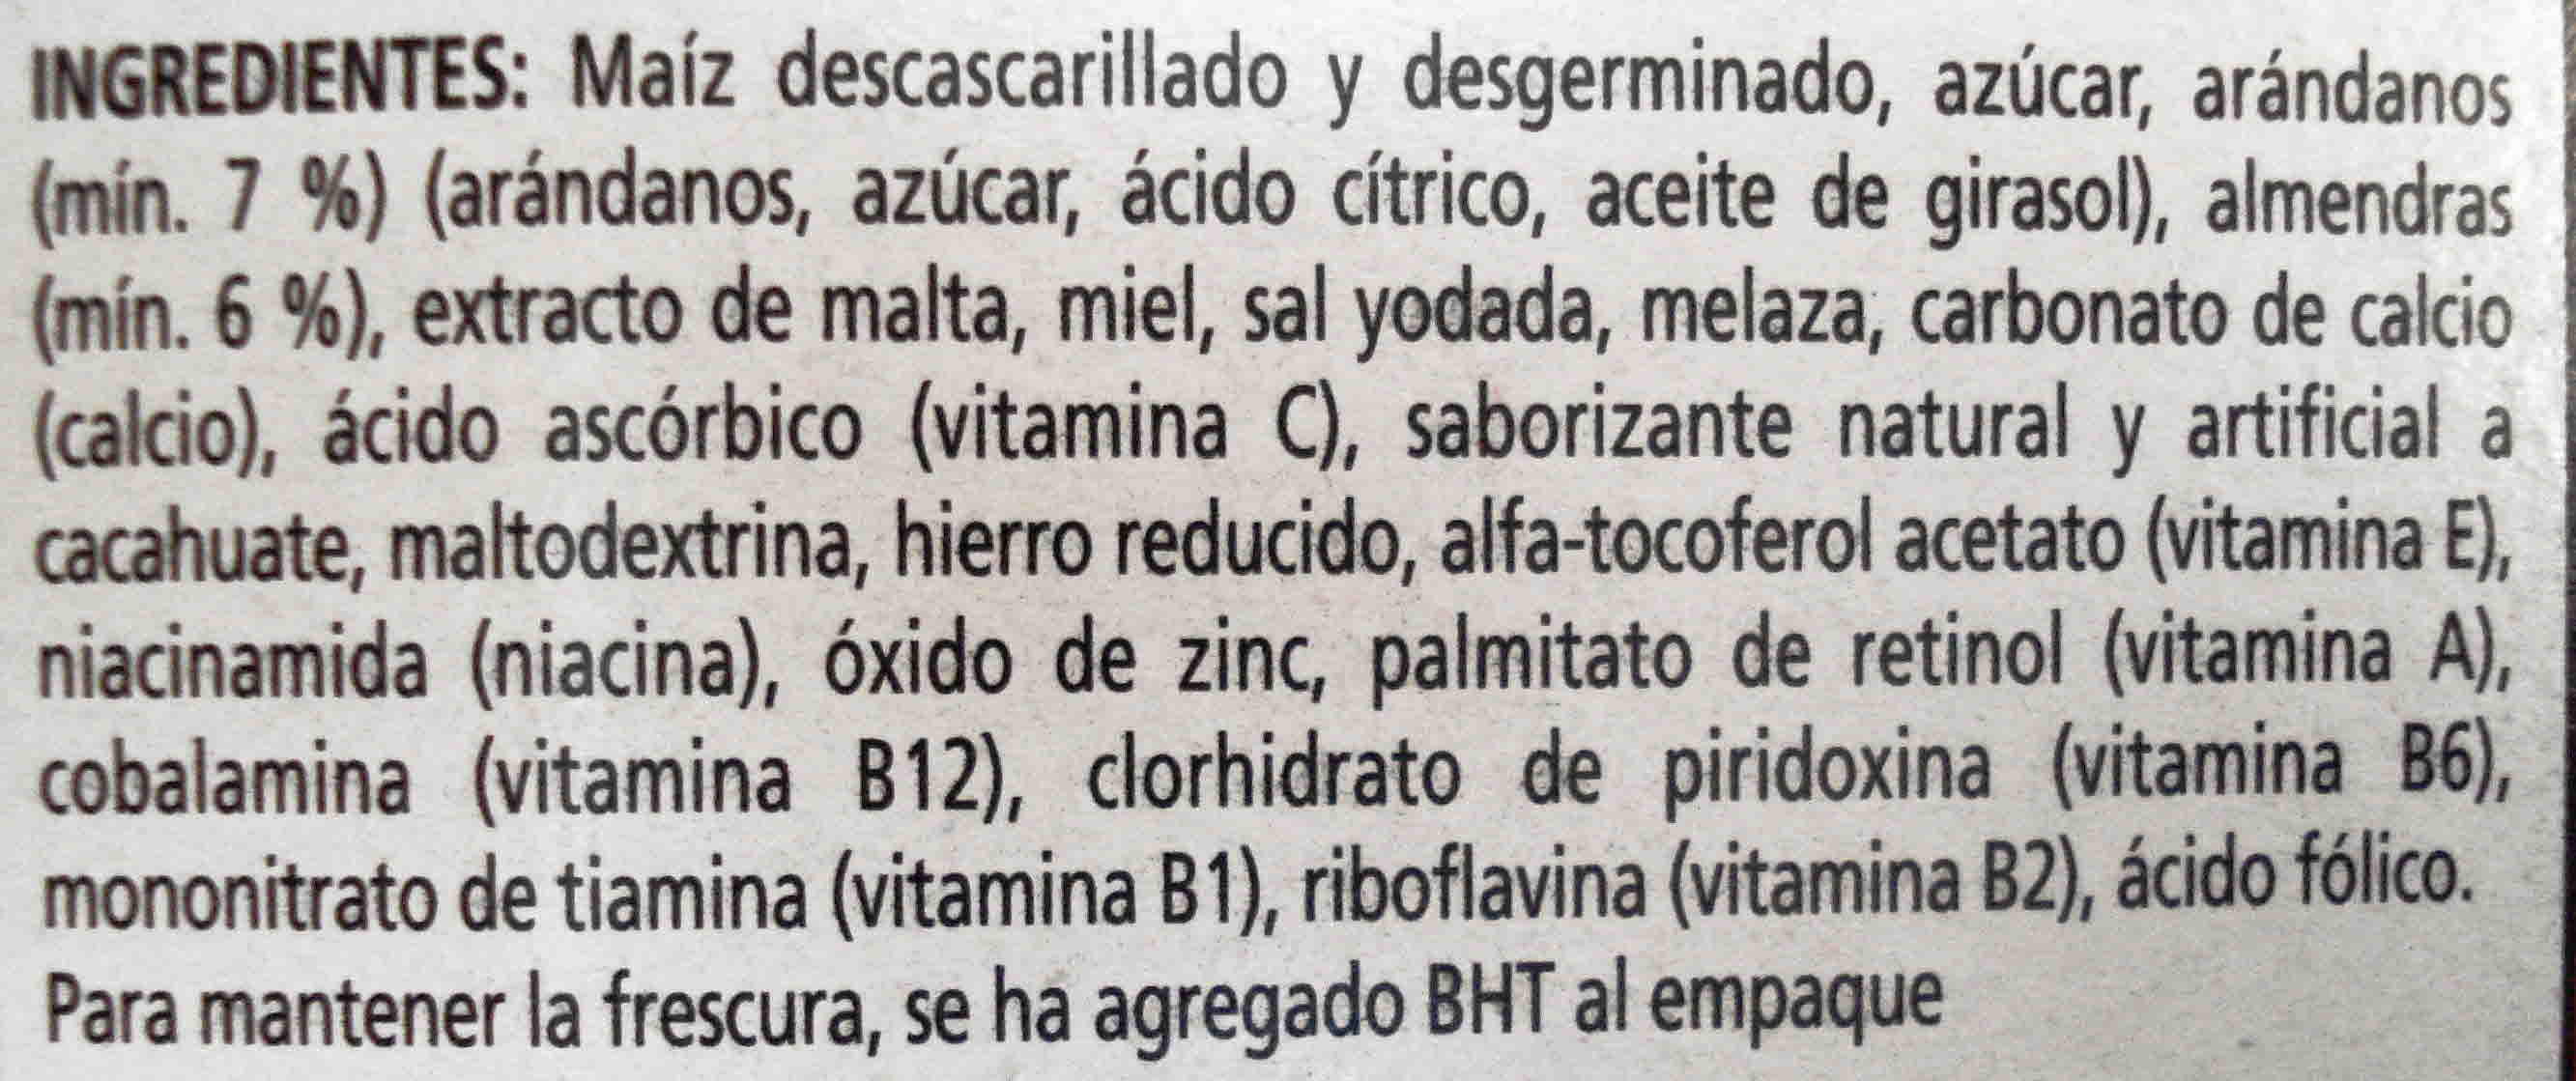 INGREDIENTES: Maíz descascarillado y desgerminado, azúcar, arándanos
(mín. 7 %) (arándanos, azúcar, ácido cítrico, aceite de girasol), almendras
(mín. 6 %), extracto de malta, miel, sal yodada, melaza, carbonato de calcio
(calcio), ácido ascórbico (vitamina C), saborizante natural y artificial a
cacahuate, maltodextrina, hierro reducido, alfa-tocoferol acetato (vitamina E),
niacinamida (niacina), óxido de zinc, palmitato de retinol (vitamina A),
cobalamina (vitamina B12), clorhidrato de piridoxina (vitamina B6),
mononitrato de tiamina (vitamina B1), riboflavina (vitamina B2), ácido fólico.
Para mantener la frescura, se ha agregado BHT al empaque